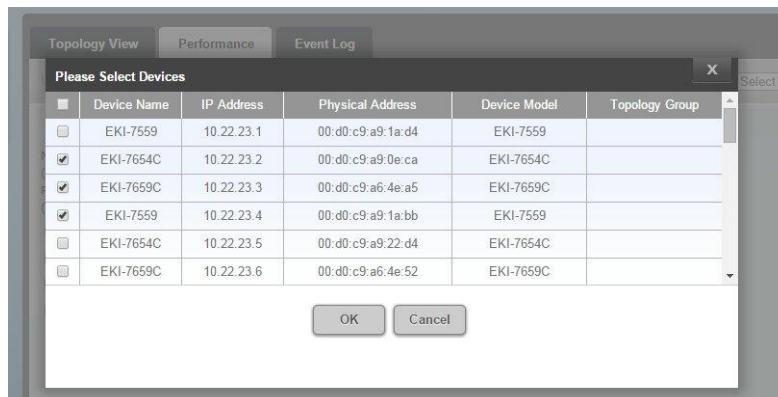 Topology View Performance Event Log
Please Select Devices X
Select
Device Name IP Address Physical Address Device Model Topology Group
EKI-7559 10.22.23.1 00:d0:c9:a9:1a:d4 EKI-7559
EKI-7654C 10.22.23.2 00:d0:c9:a9:0e:ca EKI-7654C
EKI-7659C 10.22.23.3 00:d0:c9:a6:4e:a5 EKI-7659C
EKI-7559 10.22.23.4 00:d0:c9:a9:1a:bb EKI-7559
EKI-7654C 10.22.23.5 00:d0:c9:a9:22:d4 EKI-7654C
EKI-7659C 10.22.23.6 00:d0:c9:a6:4e:52 EKI-7659C
OK Cancel